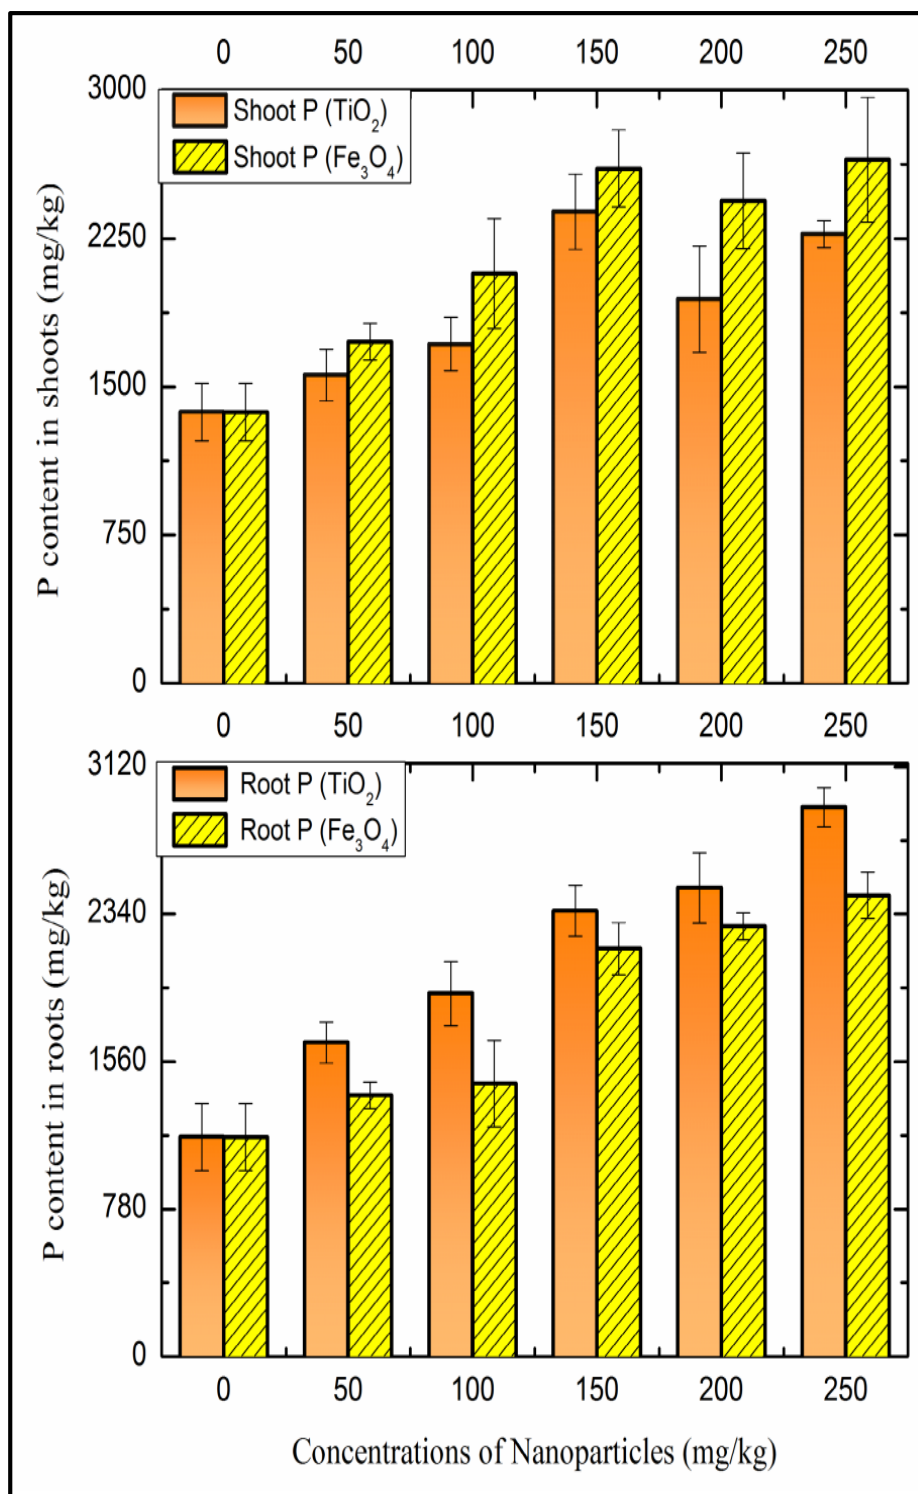 0 50 100 150 200 250
3000
2250
1500
750
0
P content in shoots (mg/kg)
Shoot P (TiO₂)
Shoot P (Fe₃O₄)
0 50 100 150 200 250
3120
2340
1560
780
0
P content in roots (mg/kg)
Root P (TiO₂)
Root P (Fe₃O₄)
0 50 100 150 200 250
Concentrations of Nanoparticles (mg/kg)